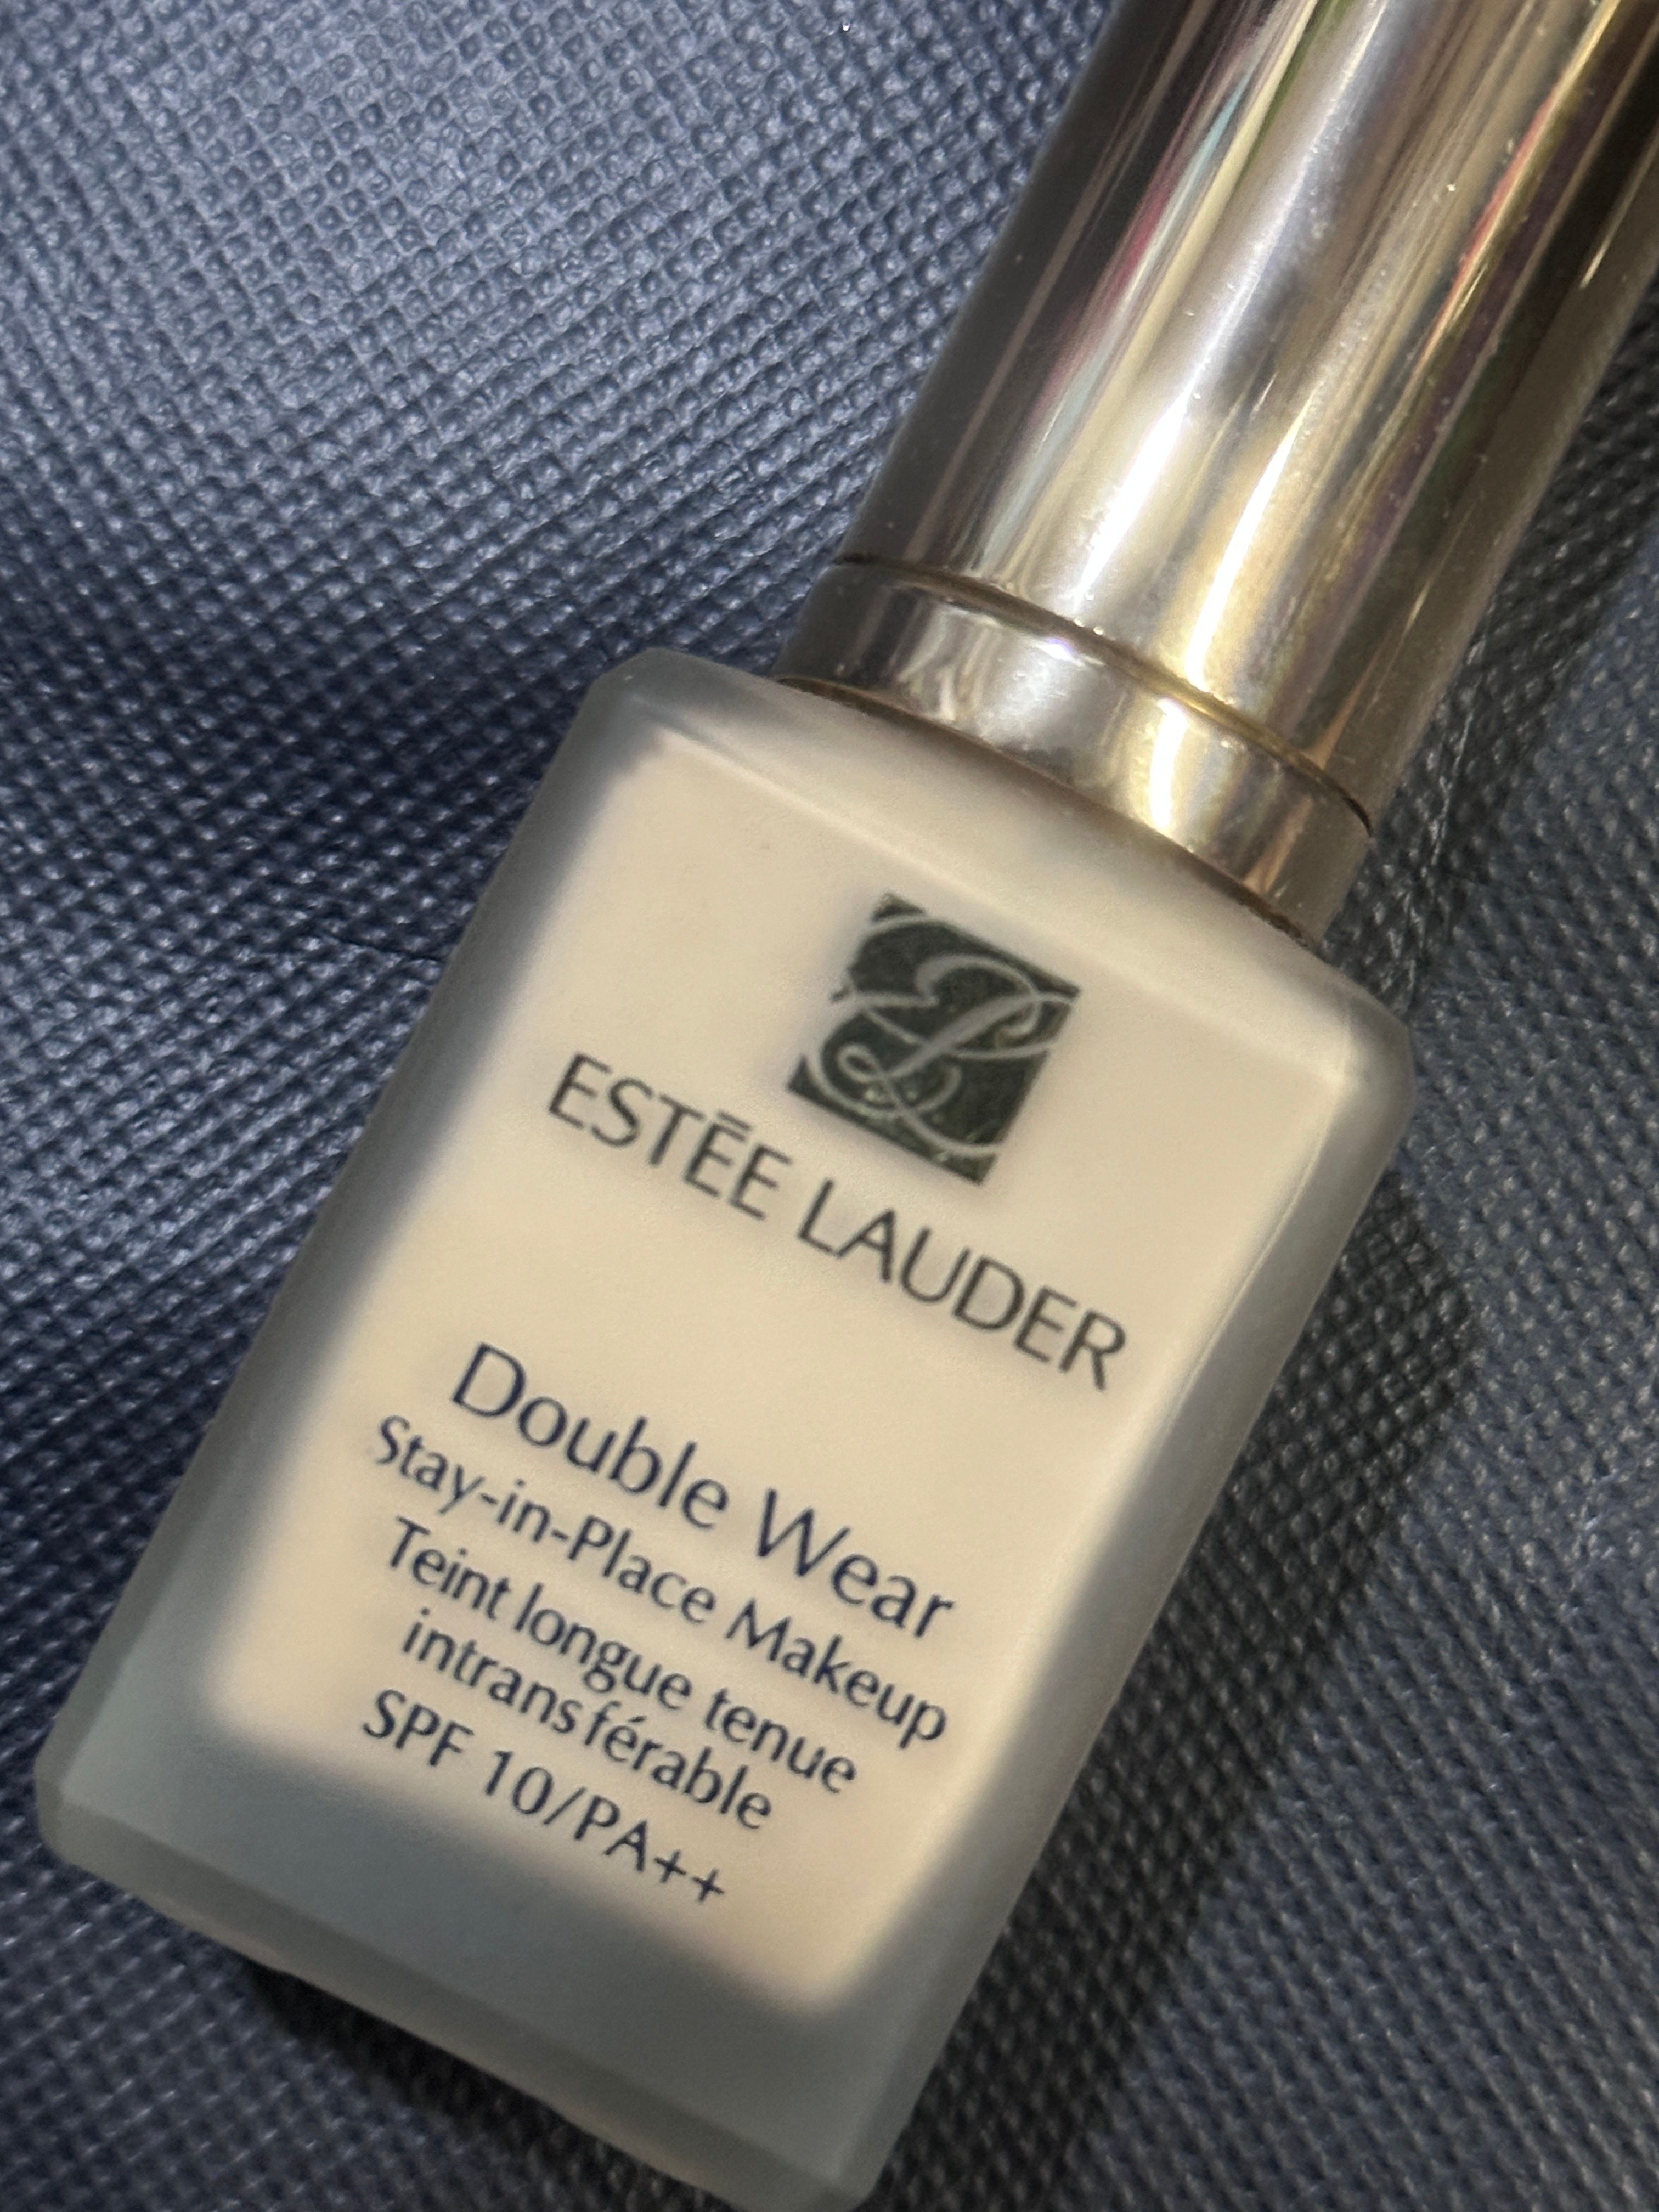 ESTĒE LAUDER
Double Wear
Stay-in-Place Makeup
Teint longue tenue
intransférable
SPF 10/PA++